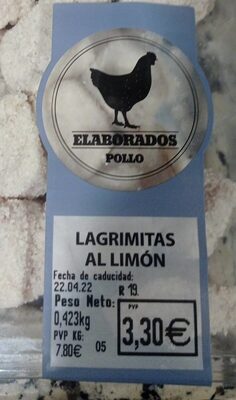 ELABORADOS
POLLO
LAGRIMITAS
AL LIMÓN
Fecha de caducidad:
22.04.22 R 19
Peso Neto:
0,423kg
PVP KG:
7,80€ 05
PVP
3,30€